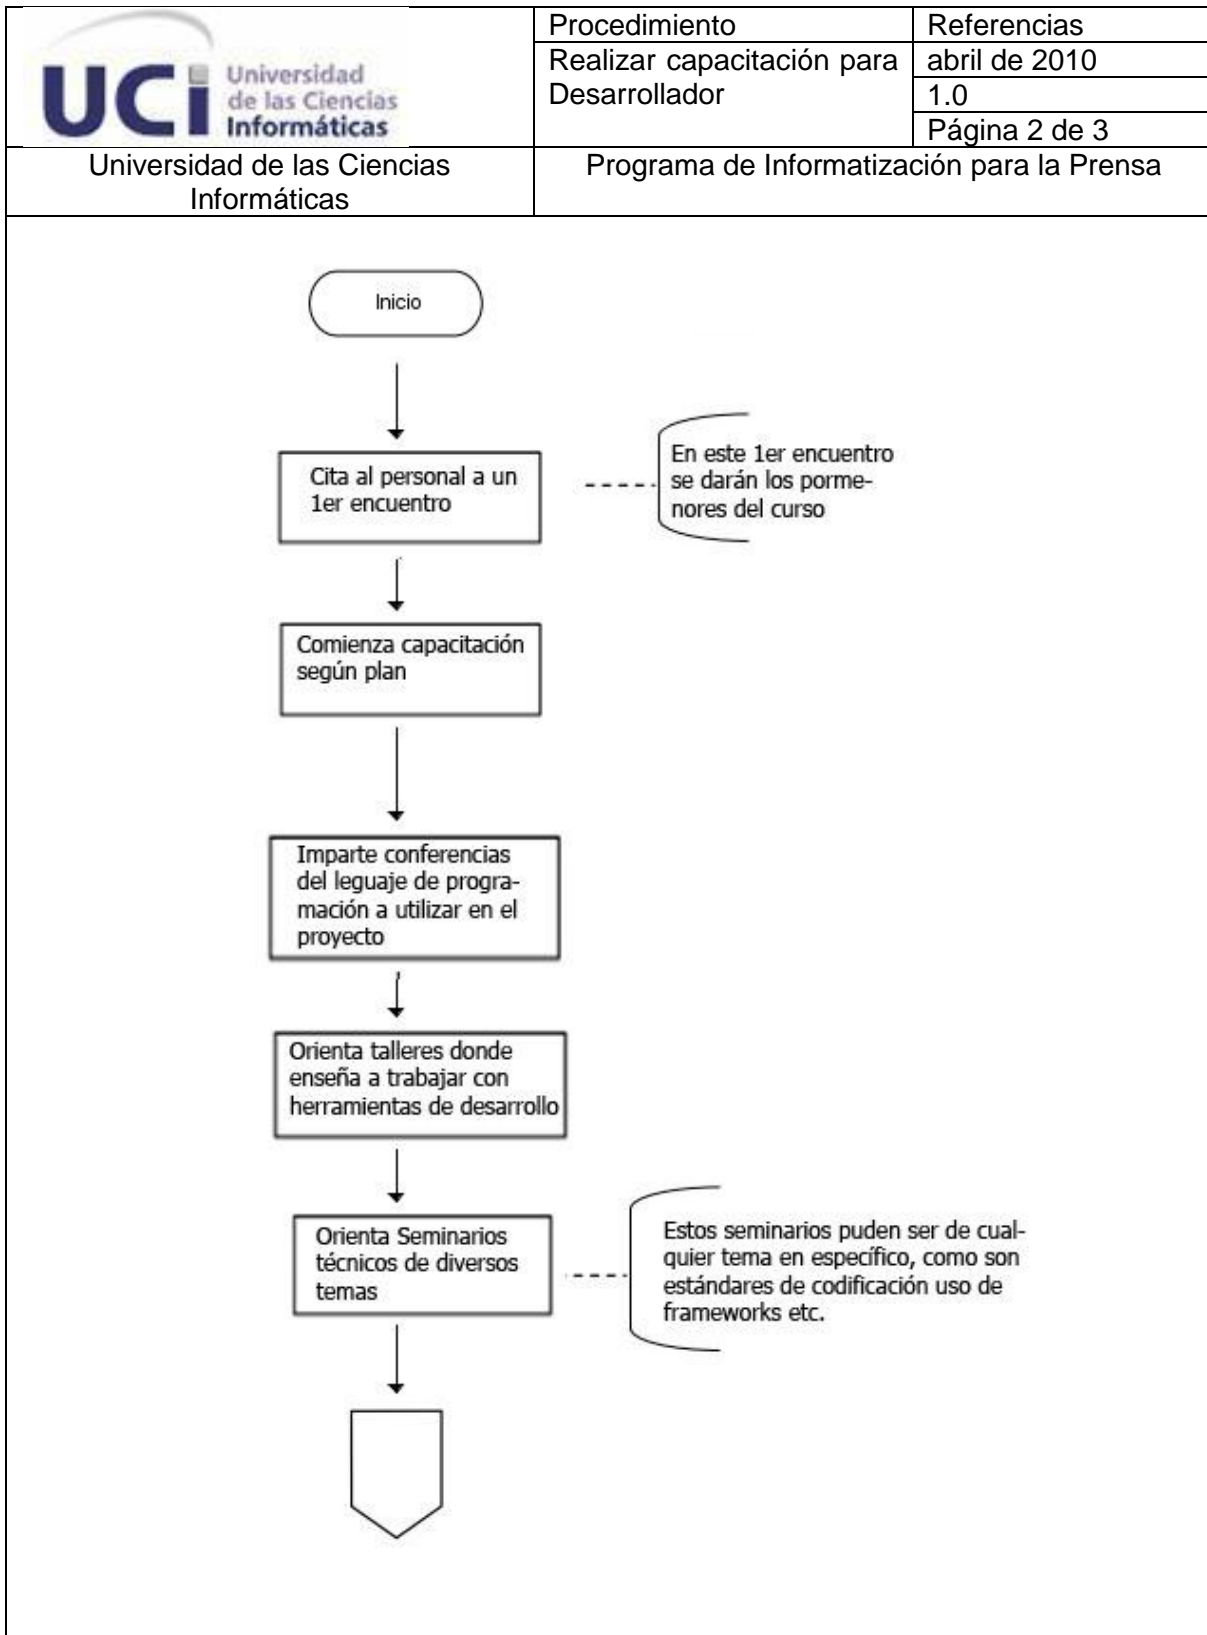 UCi Universidad
de las Ciencias
Informáticas
Procedimiento
Referencias
Realizar capacitación para
Desarrollador
abril de 2010
1.0
Página 2 de 3
Universidad de las Ciencias
Informáticas
Programa de Informatización para la Prensa
Inicio
Cita al personal a un
1er encuentro
En este 1er encuentro
se darán los porme-
nores del curso
Comienza capacitación
según plan
Imparte conferencias
del leguaje de progra-
mación a utilizar en el
proyecto
Orienta talleres donde
enseña a trabajar con
herramientas de desarrollo
Orienta Seminarios
técnicos de diversos
temas
Estos seminarios puden ser de cual-
quier tema en específico, como son
estándares de codificación uso de
frameworks etc.